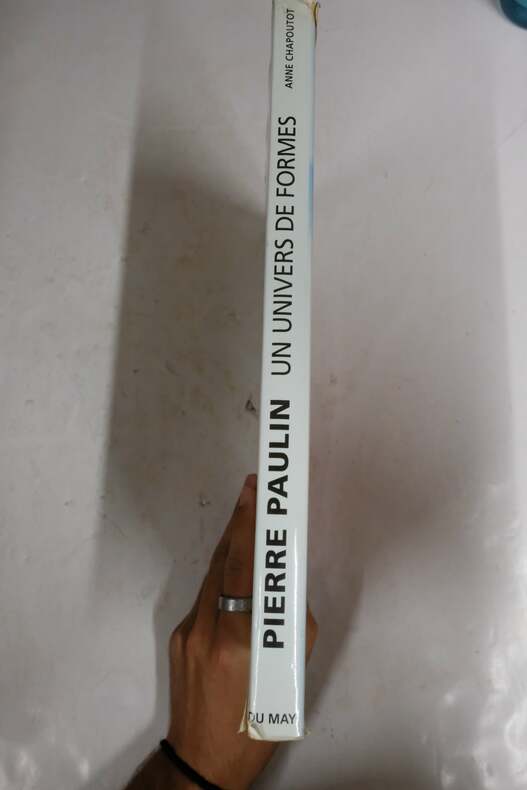 PIERRE PAULIN UN UNIVERS DE FORMES
ANNE CHAPOUTOT
DU MAY